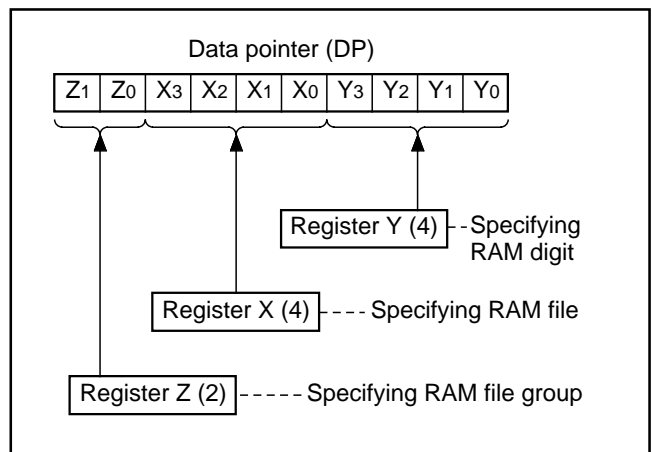 Data pointer (DP)
Z1 Z0 X3 X2 X1 X0 Y3 Y2 Y1 Y0
Register Y (4) Specifying
RAM digit
Register X (4) Specifying RAM file
Register Z (2) Specifying RAM file group